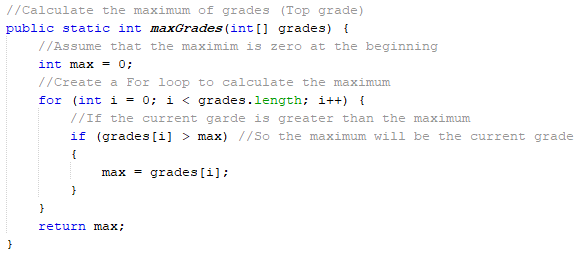 //Calculate the maximum of grades (Top grade)
public static int maxGrades(int[] grades) {
//Assume that the maximim is zero at the beginning
int max = 0;
//Create a For loop to calculate the maximum
for (int i = 0; i < grades.length; i++) {
//If the current garde is greater than the maximum
if (grades[i] > max) //So the maximum will be the current grade
{
max = grades[i];
}
}
return max;
}